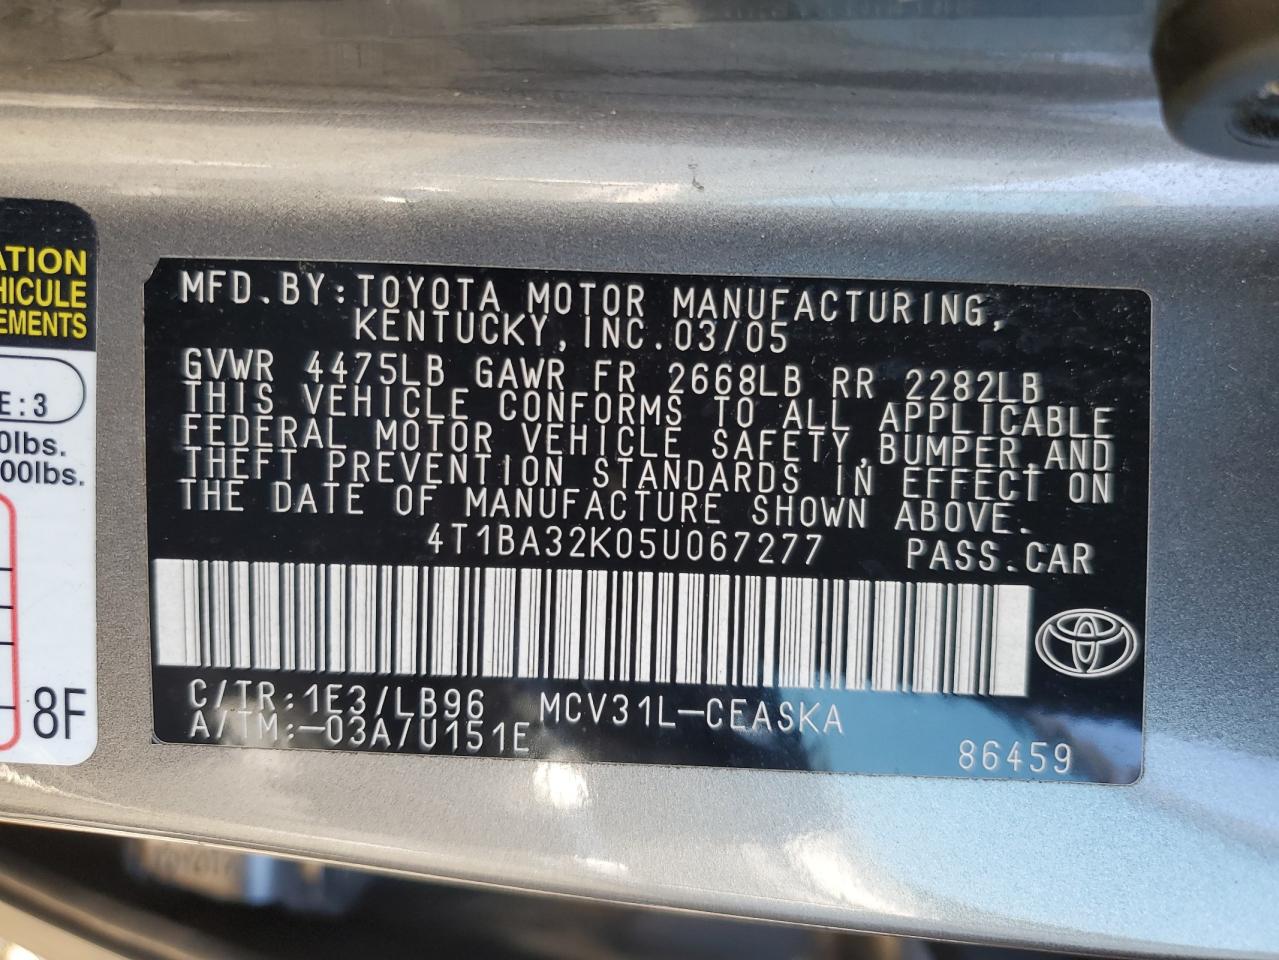 ATION
HICULE
EMENTS
E:3
0lbs.
00lbs.
8F
MFD.BY:TOYOTA MOTOR MANUFACTURING,
KENTUCKY,INC.03/05
GVWR 4475LB GAWR FR 2668LB RR 2282LB
THIS VEHICLE CONFORMS TO ALL APPLICABLE
FEDERAL MOTOR VEHICLE SAFETY,BUMPER,AND
THEFT PREVENTION STANDARDS IN EFFECT ON
THE DATE OF MANUFACTURE SHOWN ABOVE.
4T1BA32K05U067277 PASS.CAR
C/TR:1E3/LB96 MCV31L-CEASKA
A/TM:-03A/U151E
86459